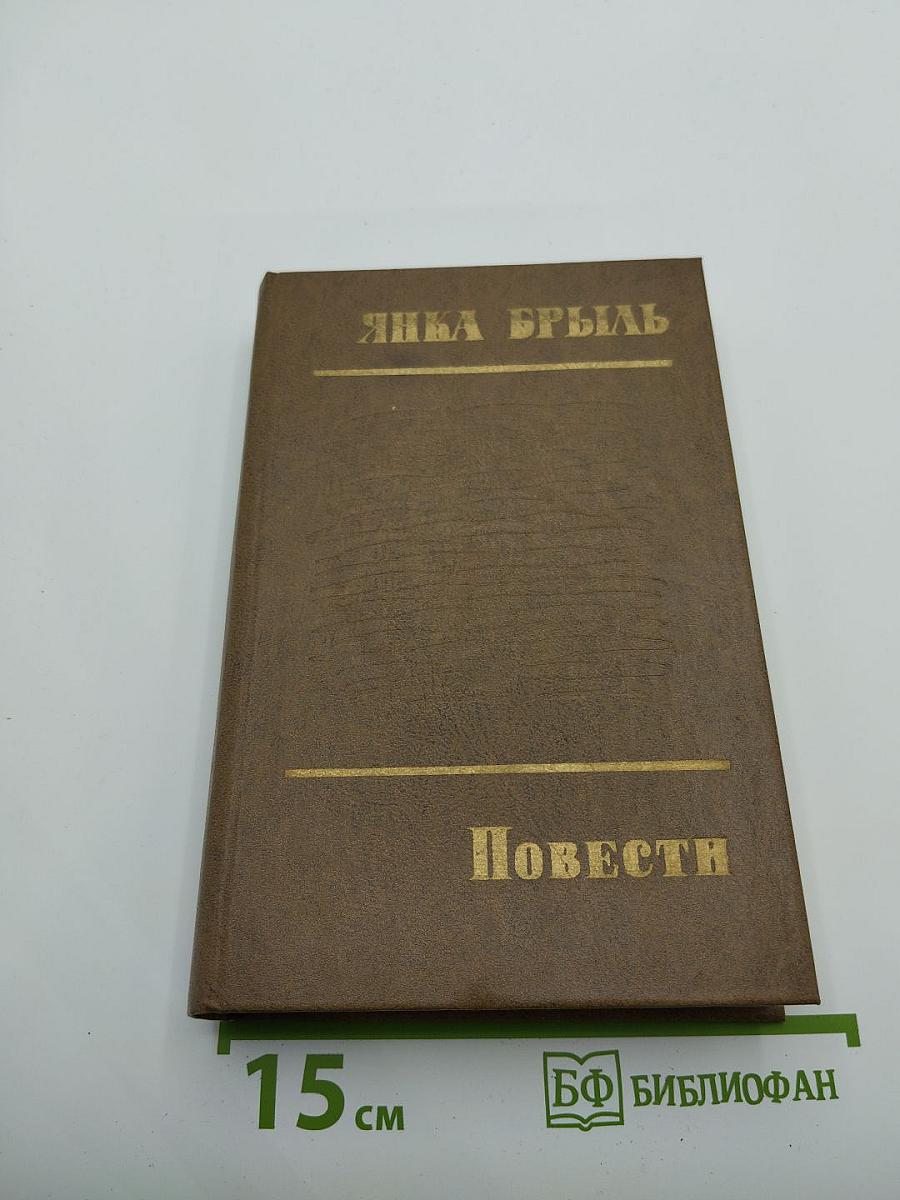 ЯНКА БРЫЛЬ
Повести
15 см
БФ БИБЛИОФАН